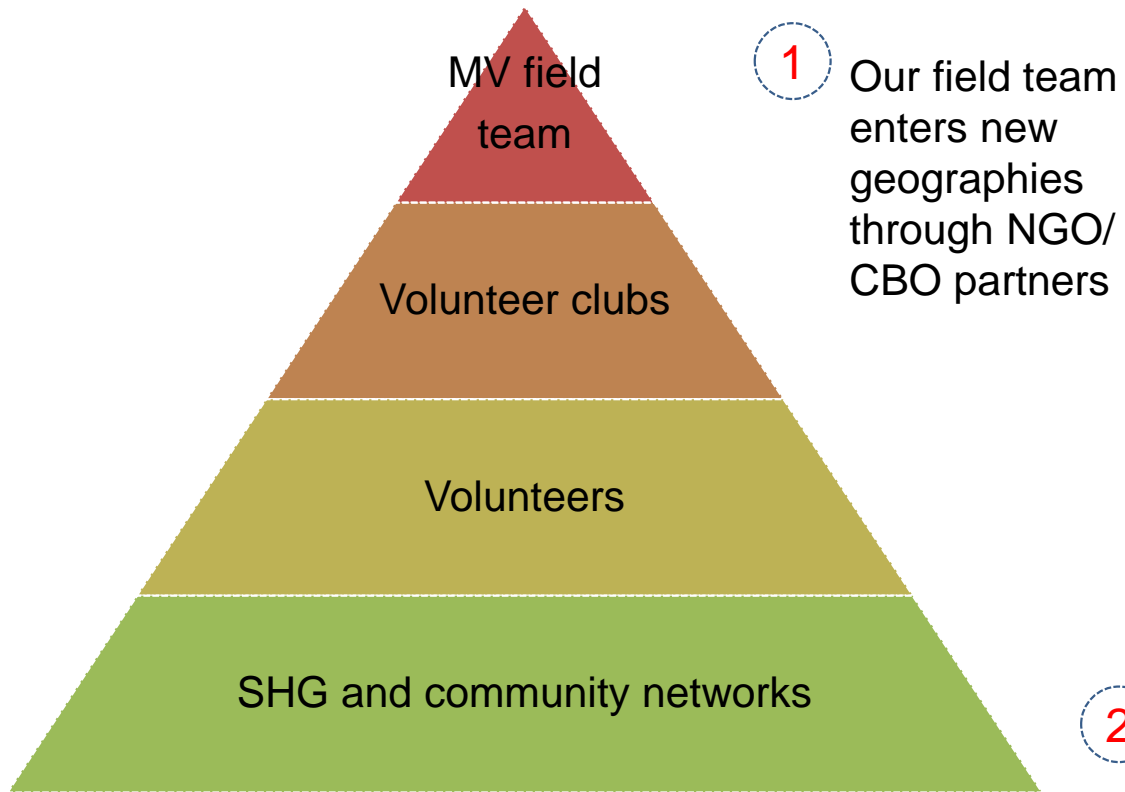 MV field
team
1
Our field team
enters new
geographies
through NGO/
CBO partners
Volunteer clubs
Volunteers
SHG and community networks
2